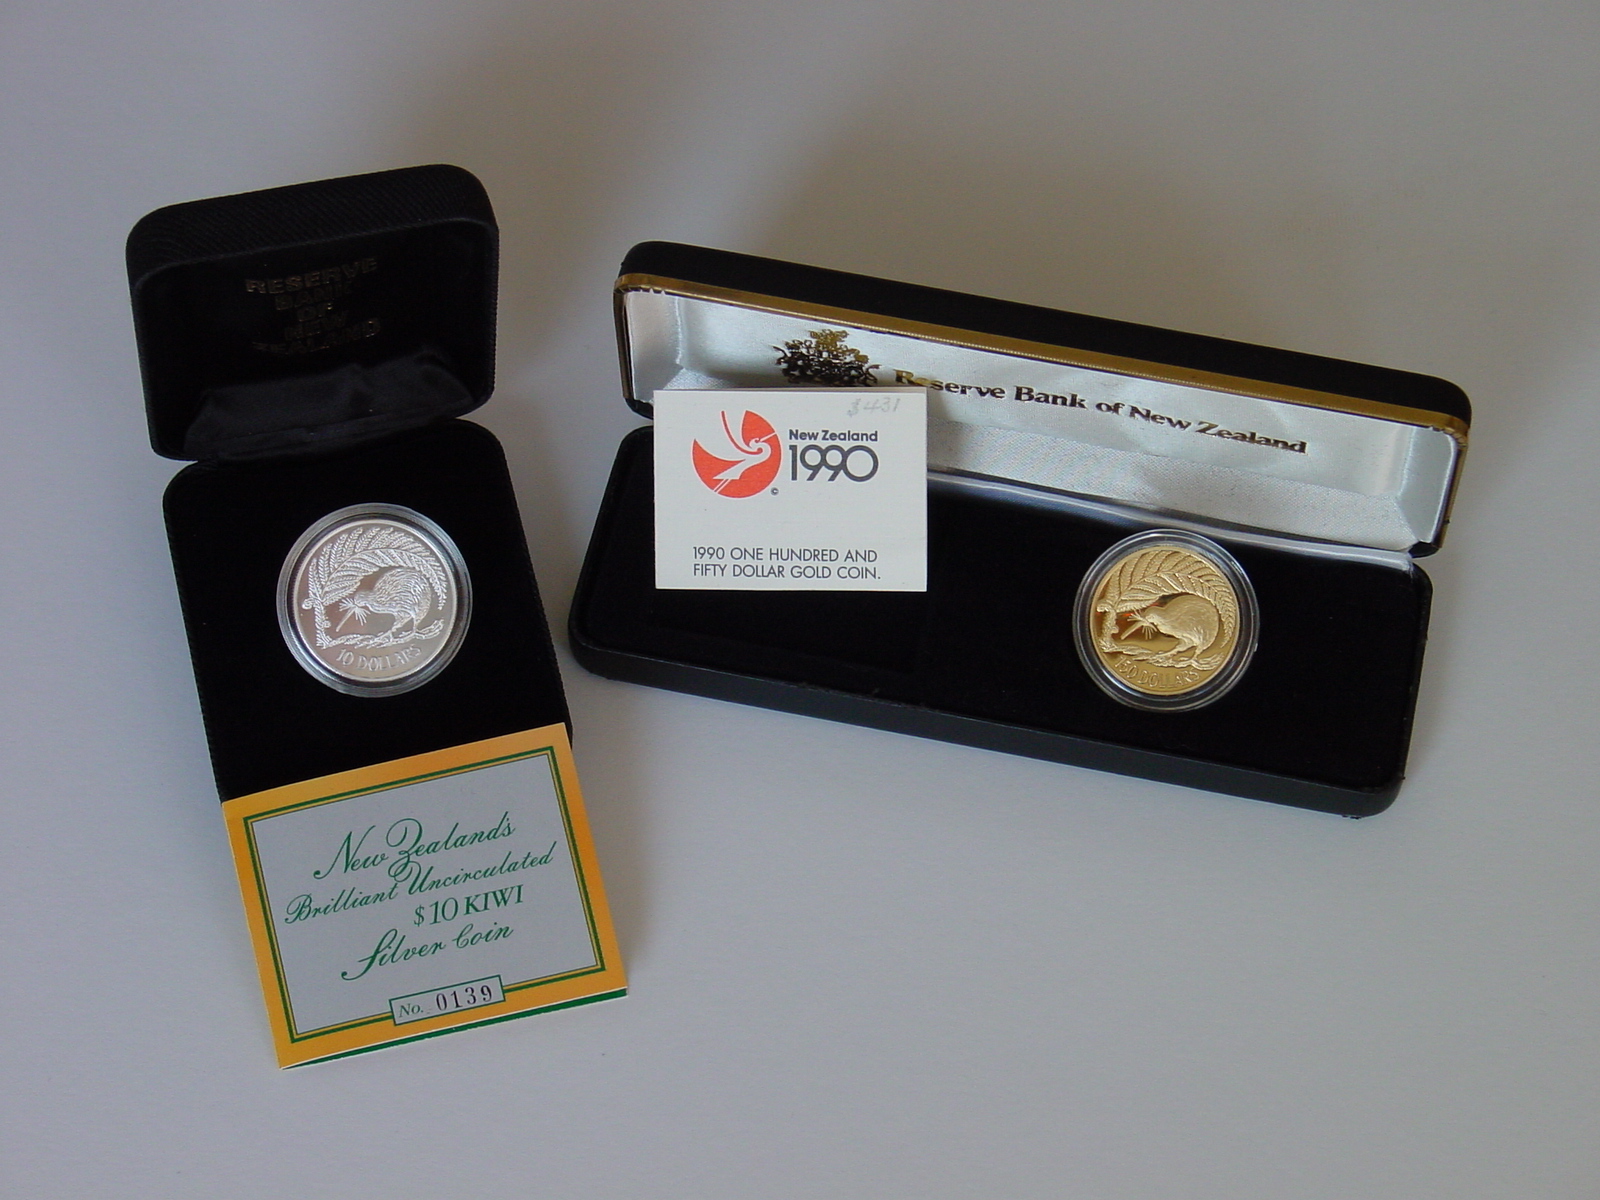 RESERVE
BANK
OF
NEW
ZEALAND
10 DOLLARS
New Zealand's
Brilliant Uncirculated
$10 KIWI
Silver Coin
No. 0139
Reserve Bank of New Zealand
$431
New Zealand
1990
©
1990 ONE HUNDRED AND
FIFTY DOLLAR GOLD COIN.
150 DOLLARS